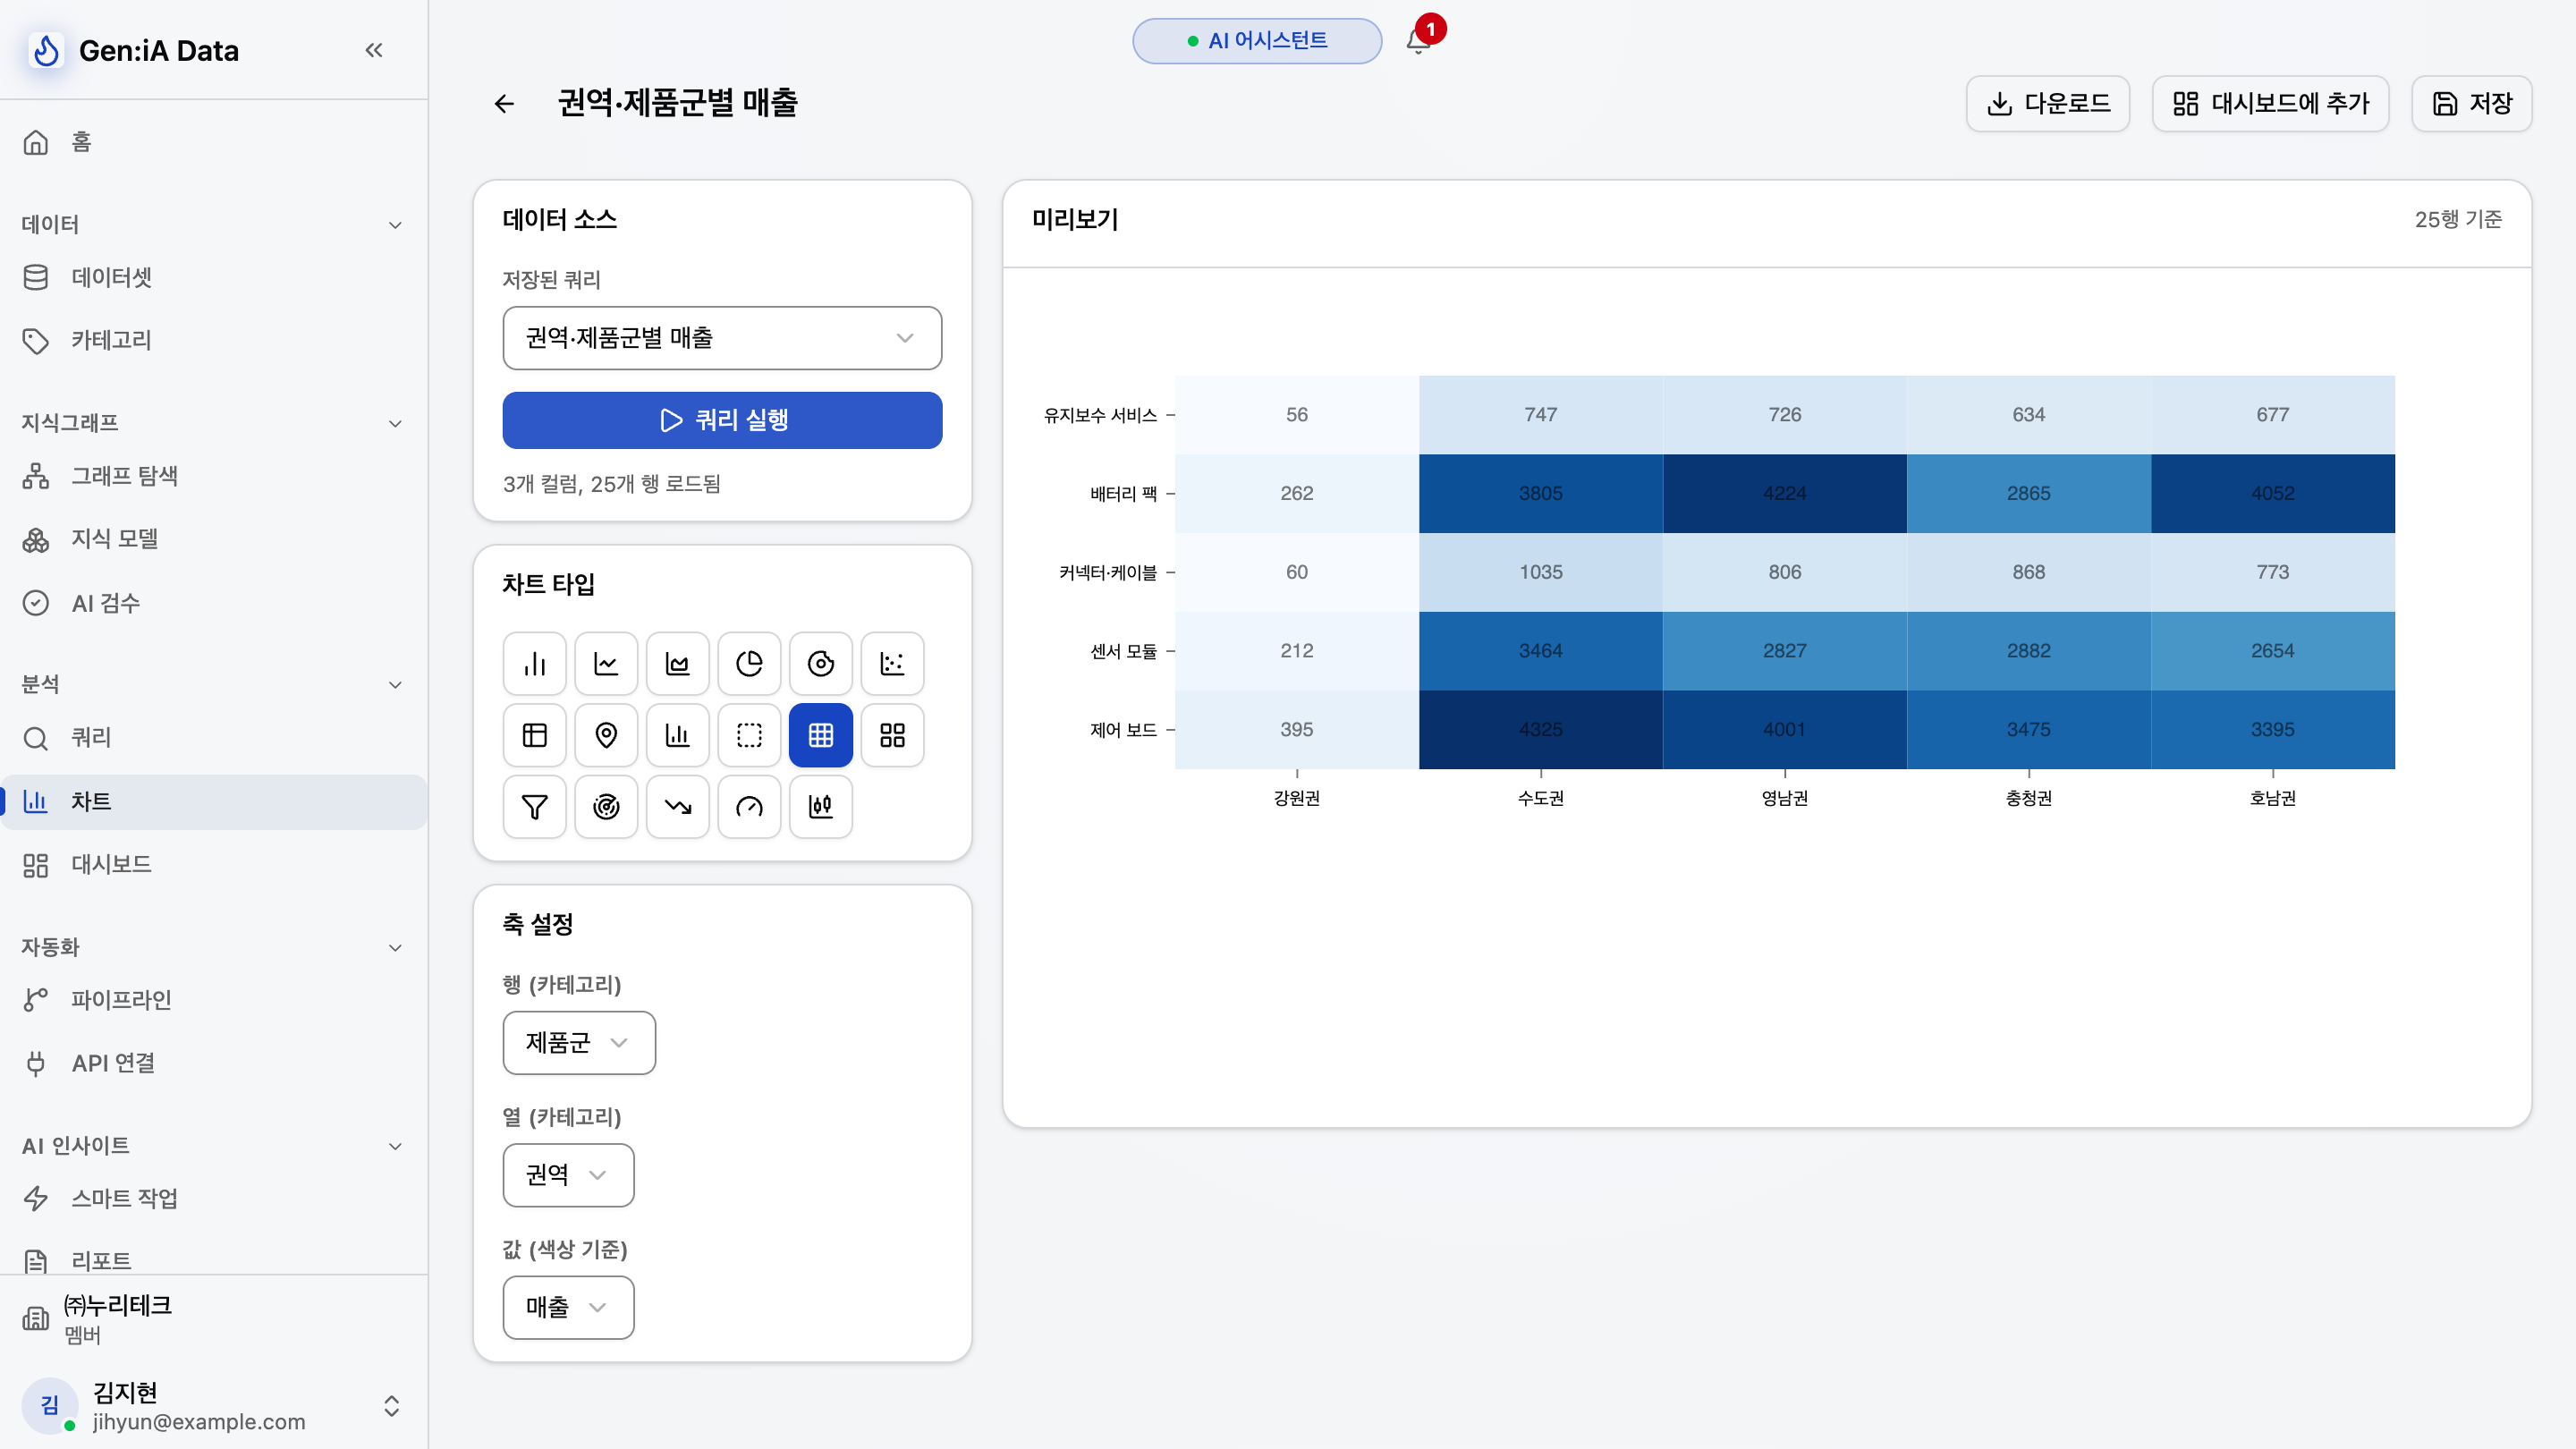 Gen:iA Data
AI 어시스턴트
1
홈
데이터
데이터셋
카테고리
지식그래프
그래프 탐색
지식 모델
AI 검수
분석
쿼리
차트
대시보드
자동화
파이프라인
API 연결
AI 인사이트
스마트 작업
리포트
㈜누리테크
멤버
김
김지현
jihyun@example.com
권역·제품군별 매출
다운로드
대시보드에 추가
저장
데이터 소스
저장된 쿼리
권역·제품군별 매출
쿼리 실행
3개 컬럼, 25개 행 로드됨
차트 타입
축 설정
행 (카테고리)
제품군
열 (카테고리)
권역
값 (색상 기준)
매출
미리보기
25행 기준
유지보수 서비스 56 747 726 634 677
배터리 팩 262 3805 4224 2865 4052
커넥터·케이블 60 1035 806 868 773
센서 모듈 212 3464 2827 2882 2654
제어 보드 395 4325 4001 3475 3395
강원권 수도권 영남권 충청권 호남권